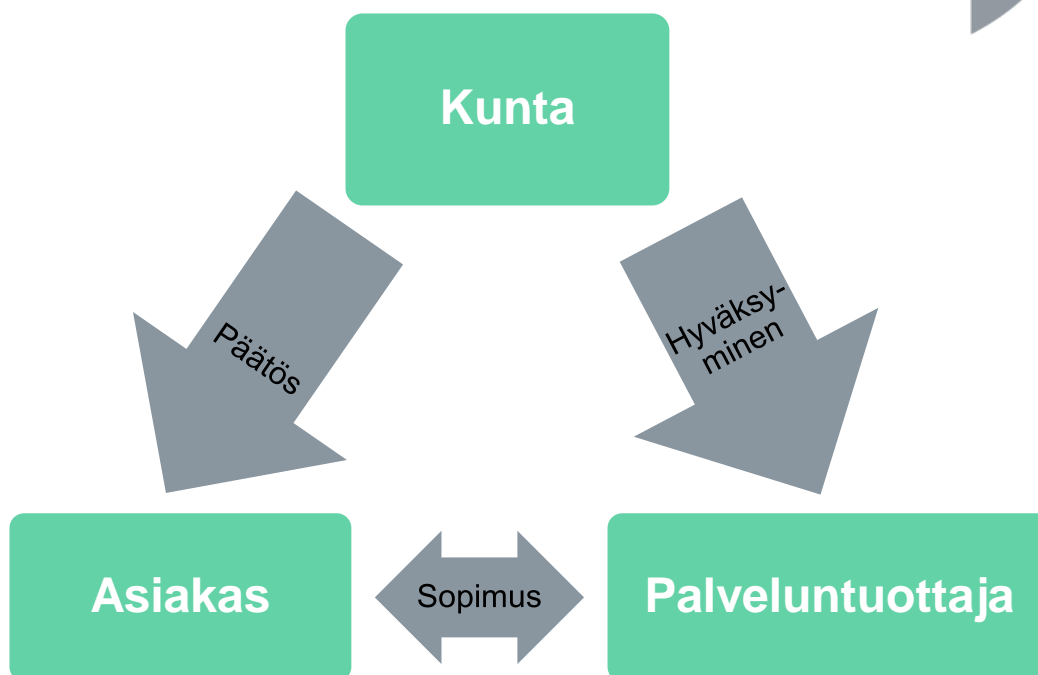 Kunta
Päätös
Hyväksy-
minen
Asiakas
Sopimus
Palveluntuottaja